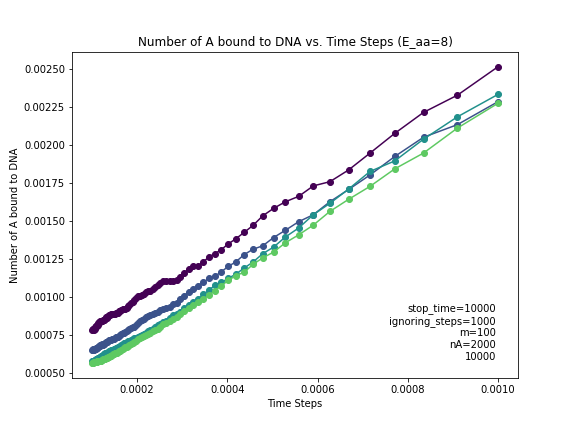 Number of A bound to DNA vs. Time Steps (E_aa=8)
0.00250
0.00225
0.00200
0.00175
0.00150
0.00125
0.00100
0.00075
0.00050
Number of A bound to DNA
stop_time=10000
ignoring_steps=1000
m=100
nA=2000
10000
0.0002
0.0004
0.0006
0.0008
0.0010
Time Steps